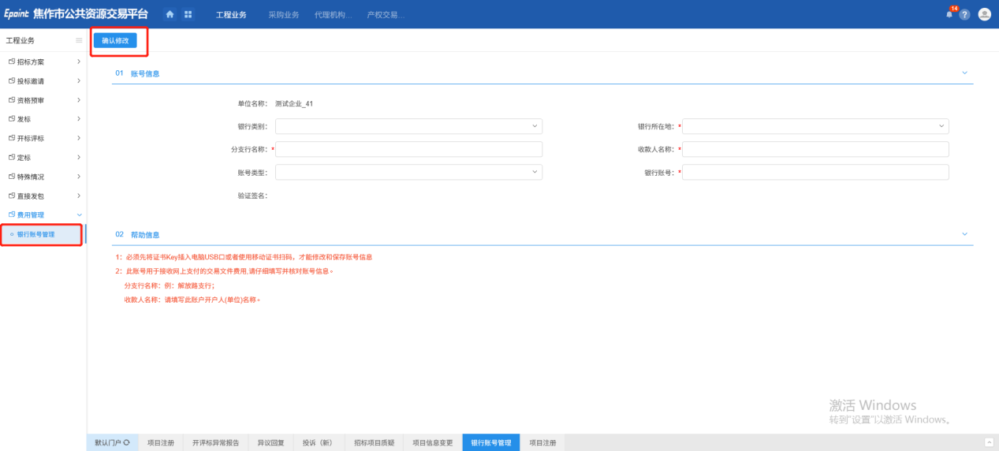 Epoint 焦作市公共资源交易平台 工程业务 采购业务 代理机构... 产权交易... 14 ?
工程业务
确认修改
招标方案
投标邀请
资格预审
发标
开标评标
定标
特殊情况
直接发包
费用管理
银行账号管理
01 账号信息
单位名称： 测试企业_41
银行类别： 银行所在地：*
分支行名称：* 收款人名称：*
账号类型： 银行账号：*
验证签名：
02 帮助信息
1：必须先将证书Key插入电脑USB口或者使用移动证书扫码，才能修改和保存账号信息
2：此账号用于接收网上支付的交易文件费用,请仔细填写并核对账号信息。
分支行名称：例：解放路支行；
收款人名称：请填写此账户开户人(单位)名称。
激活 Windows
转到"设置"以激活 Windows。
默认门户 项目注册 开评标异常报告 异议回复 投诉（新） 招标项目质疑 项目信息变更 银行账号管理 项目注册